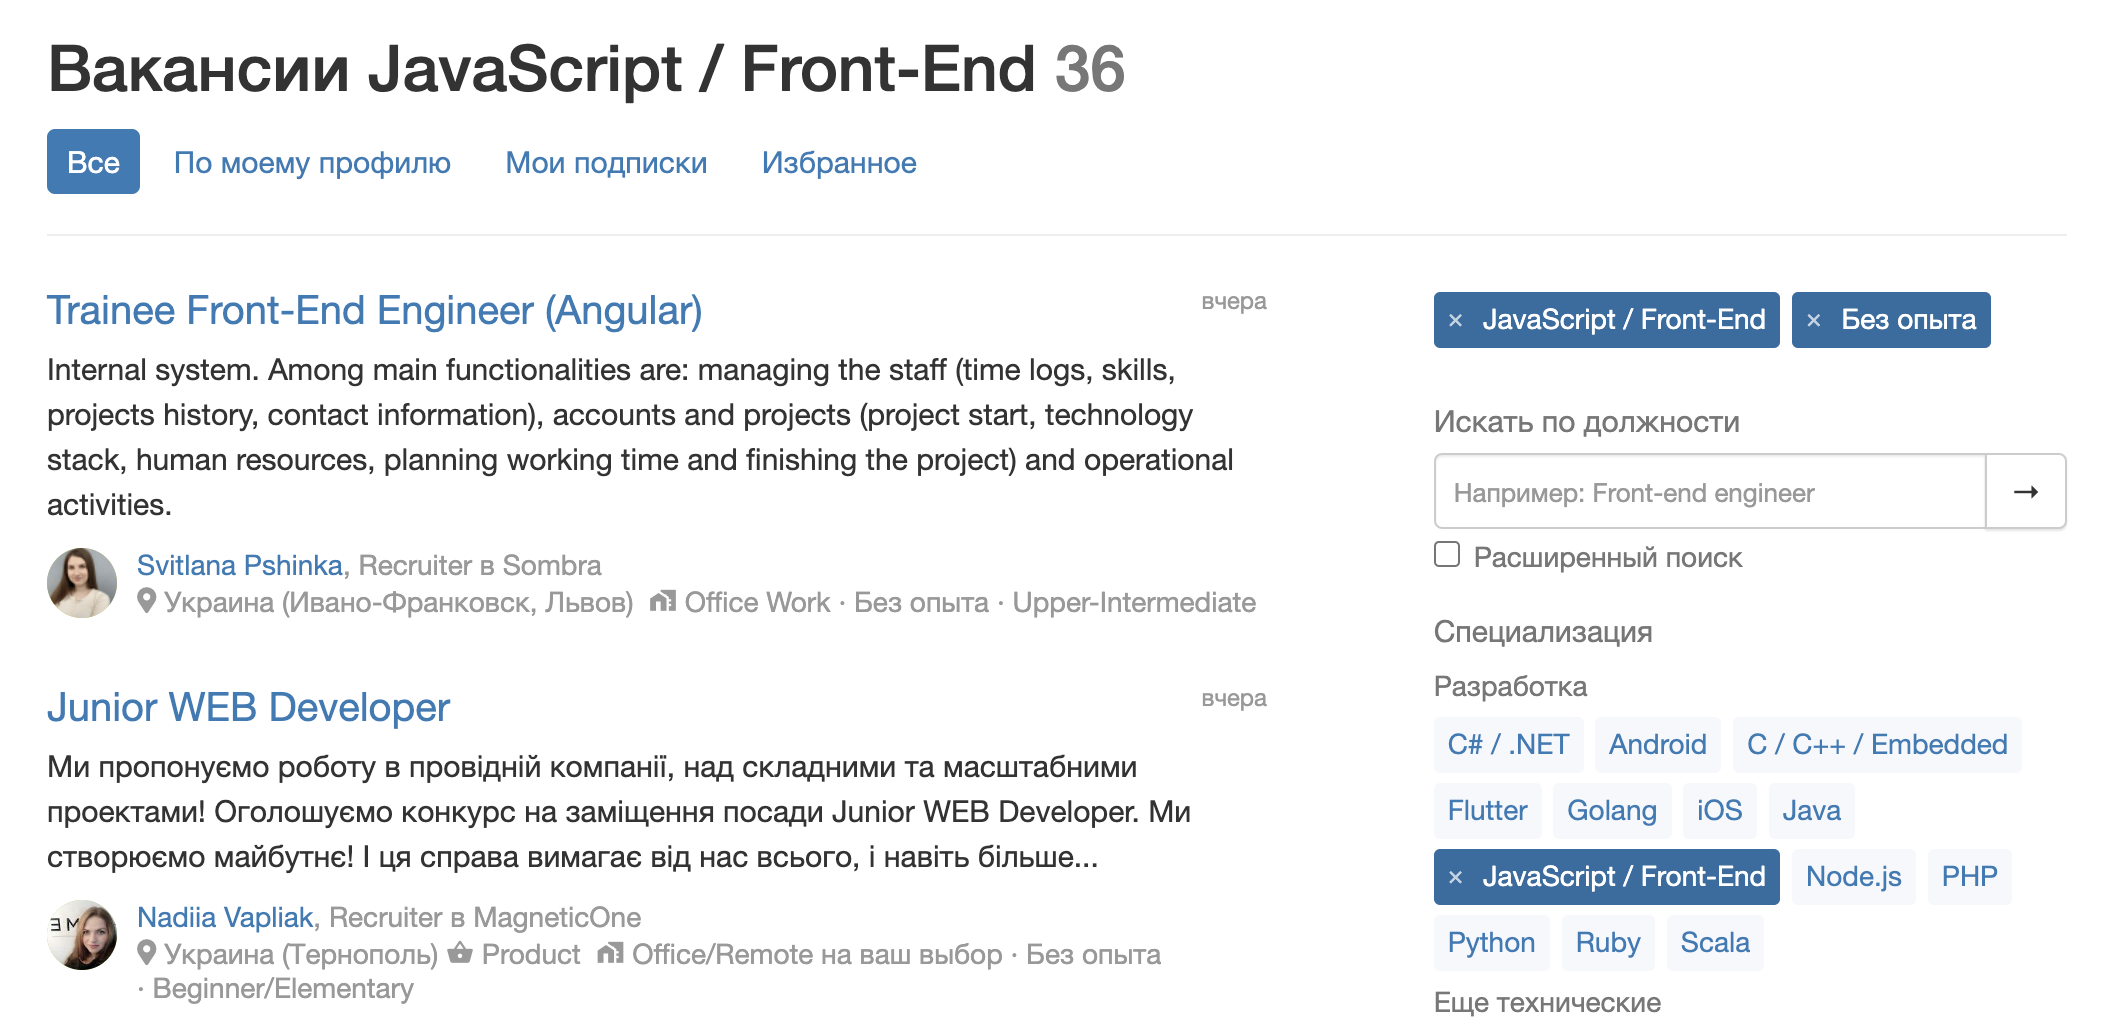 Вакансии JavaScript / Front-End 36
Все По моему профилю Мои подписки Избранное
Trainee Front-End Engineer (Angular)
вчера
Internal system. Among main functionalities are: managing the staff (time logs, skills,
projects history, contact information), accounts and projects (project start, technology
stack, human resources, planning working time and finishing the project) and operational
activities.
Svitlana Pshinka, Recruiter в Sombra
Украина (Ивано-Франковск, Львов) Office Work · Без опыта · Upper-Intermediate
Junior WEB Developer
вчера
Ми пропонуємо роботу в провідній компанії, над складними та масштабними
проектами! Оголошуємо конкурс на заміщення посади Junior WEB Developer. Ми
створюємо майбутнє! І ця справа вимагає від нас всього, і навіть більше...
Nadiia Vapliak, Recruiter в MagneticOne
Украина (Тернополь) Product Office/Remote на ваш выбор · Без опыта
· Beginner/Elementary
× JavaScript / Front-End × Без опыта
Искать по должности
Например: Front-end engineer →
Расширенный поиск
Специализация
Разработка
C# / .NET Android C / C++ / Embedded
Flutter Golang iOS Java
× JavaScript / Front-End Node.js PHP
Python Ruby Scala
Еще технические